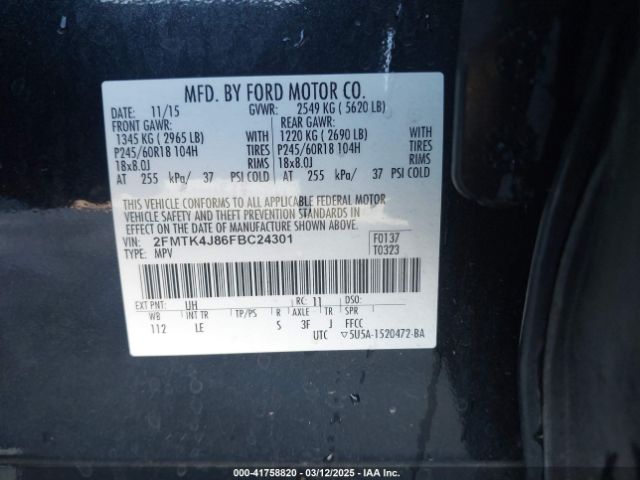 MFD. BY FORD MOTOR CO.
DATE: 11/15 GVWR: 2549 KG ( 5620 LB)
FRONT GAWR: REAR GAWR:
1345 KG ( 2965 LB) WITH 1220 KG ( 2690 LB) WITH
P245/60R18 104H TIRES P245/60R18 104H TIRES
18x8.0J RIMS 18x8.0J RIMS
AT 255 kPa/ 37 PSI COLD AT 255 kPa/ 37 PSI COLD
THIS VEHICLE CONFORMS TO ALL APPLICABLE FEDERAL MOTOR
VEHICLE SAFETY AND THEFT PREVENTION STANDARDS IN
EFFECT ON THE DATE OF MANUFACTURE SHOWN ABOVE.
VIN: 2FMTK4J86FBC24301 F0137
TYPE: MPV T0323
EXT PNT: UH RC: 11 DSO:
WB INT TR TP/PS R AXLE TR SPR
112 LE S 3F J FFCC
UTC ▽5U5A-1520472-BA
000-41758820 | 03/12/2025 - IAA Inc.